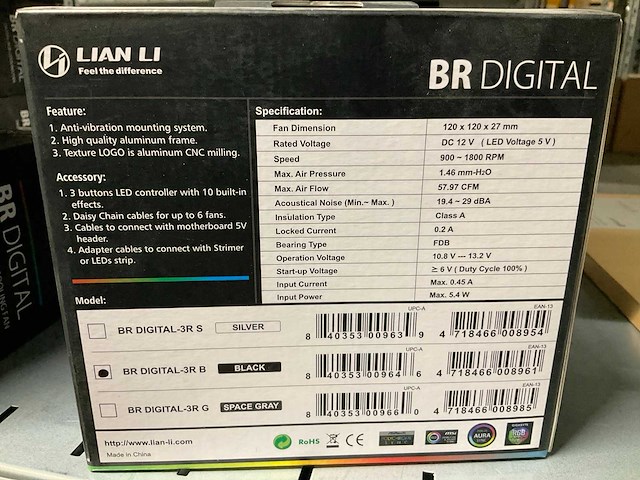 LIAN LI
Feel the difference
BR DIGITAL
Feature:
1. Anti-vibration mounting system.
2. High quality aluminum frame.
3. Texture LOGO is aluminum CNC milling.
Accessory:
1. 3 buttons LED controller with 10 built-in
effects.
2. Daisy Chain cables for up to 6 fans.
3. Cables to connect with motherboard 5V
header.
4. Adapter cables to connect with Strimer
or LEDs strip.
Specification:
Fan Dimension 120 x 120 x 27 mm
Rated Voltage DC 12 V ( LED Voltage 5 V )
Speed 900 ~ 1800 RPM
Max. Air Pressure 1.46 mm-H₂O
Max. Air Flow 57.97 CFM
Acoustical Noise (Min.~ Max. ) 19.4 ~ 29 dBA
Insulation Type Class A
Locked Current 0.2 A
Bearing Type FDB
Operation Voltage 10.8 V --- 13.2 V
Start-up Voltage ≥ 6 V ( Duty Cycle 100% )
Input Current Max. 0.45 A
Input Power Max. 5.4 W
Model:
BR DIGITAL-3R S SILVER
UPC-A
8 40353 00963 9
EAN-13
4 718466 008954
BR DIGITAL-3R B BLACK
UPC-A
8 40353 00964 6
EAN-13
4 718466 008961
BR DIGITAL-3R G SPACE GRAY
UPC-A
8 40353 00966 0
EAN-13
4 718466 008985
http://www.lian-li.com
RoHS
CE
AURA
Made in China
BR DIGITAL